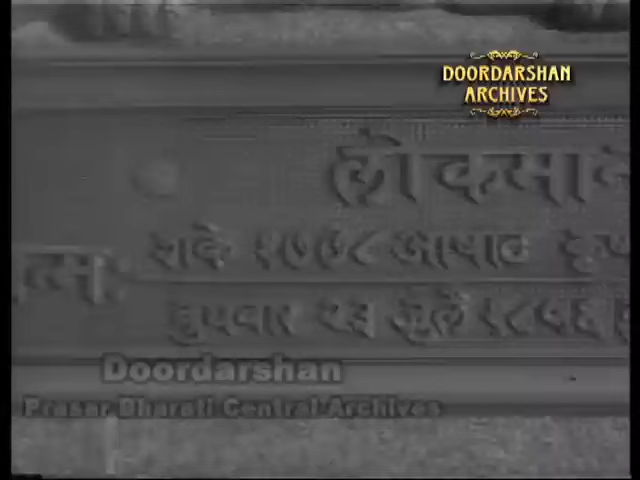 DOORDARSHAN
ARCHIVES
लोकमान
शके १७७८ आषाढ कृष्
बुधवार २३ जुलै १८५६
Doordarshan
Prasar Bharati Central Archives